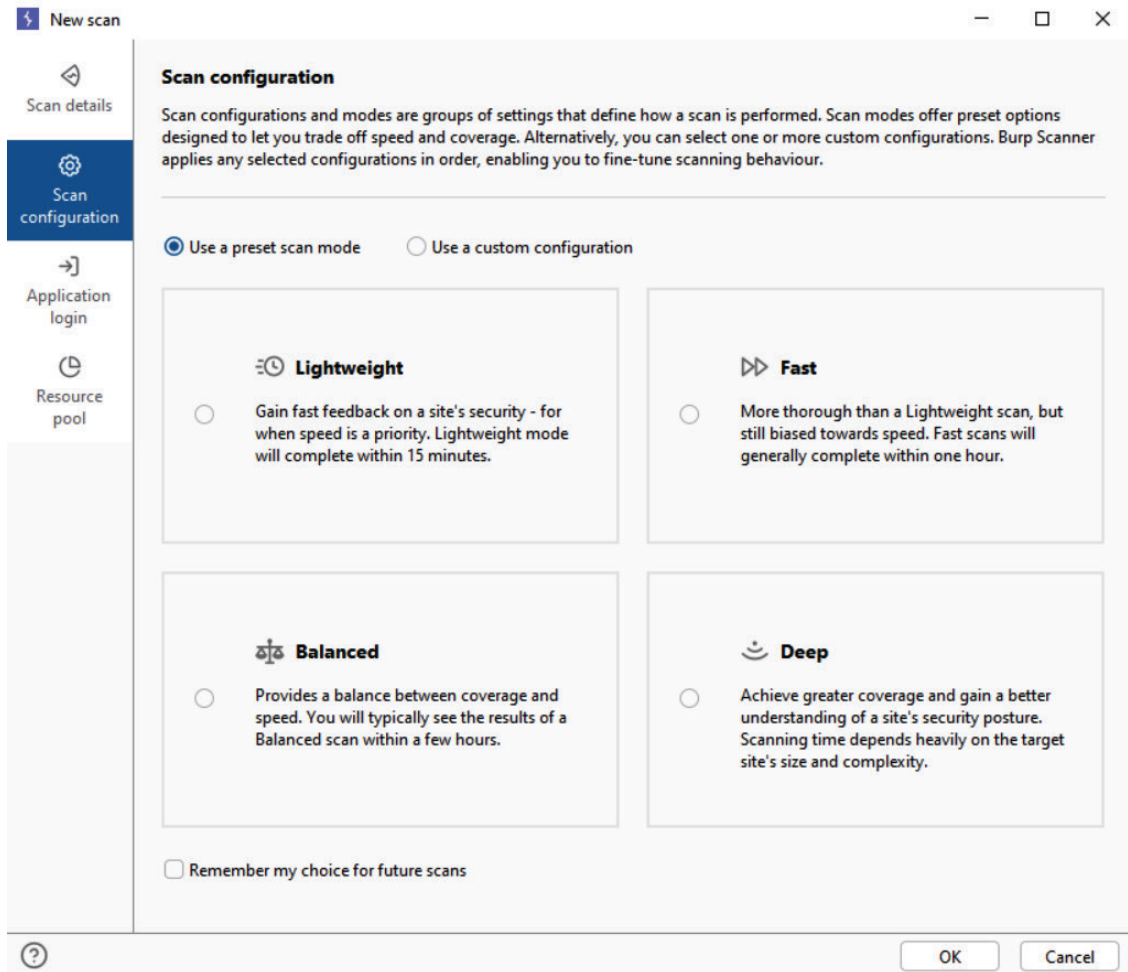 New scan
Scan details
Scan
configuration
Application
login
Resource
pool
Scan configuration
Scan configurations and modes are groups of settings that define how a scan is performed. Scan modes offer preset options
designed to let you trade off speed and coverage. Alternatively, you can select one or more custom configurations. Burp Scanner
applies any selected configurations in order, enabling you to fine-tune scanning behaviour.
Use a preset scan mode
Use a custom configuration
Lightweight
Gain fast feedback on a site's security - for
when speed is a priority. Lightweight mode
will complete within 15 minutes.
Fast
More thorough than a Lightweight scan, but
still biased towards speed. Fast scans will
generally complete within one hour.
Balanced
Provides a balance between coverage and
speed. You will typically see the results of a
Balanced scan within a few hours.
Deep
Achieve greater coverage and gain a better
understanding of a site's security posture.
Scanning time depends heavily on the target
site's size and complexity.
Remember my choice for future scans
OK
Cancel